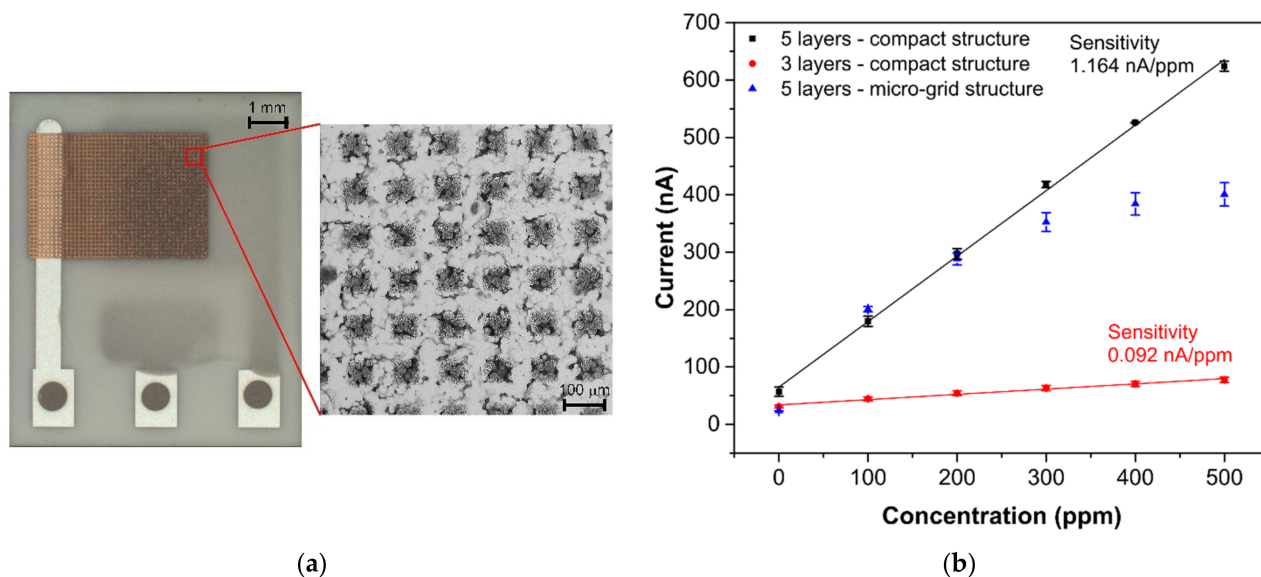 1 mm
100 µm
(a)
700
600
500
400
300
200
100
0
Current (nA)
5 layers - compact structure
3 layers - compact structure
5 layers - micro-grid structure
Sensitivity
1.164 nA/ppm
Sensitivity
0.092 nA/ppm
0 100 200 300 400 500
Concentration (ppm)
(b)